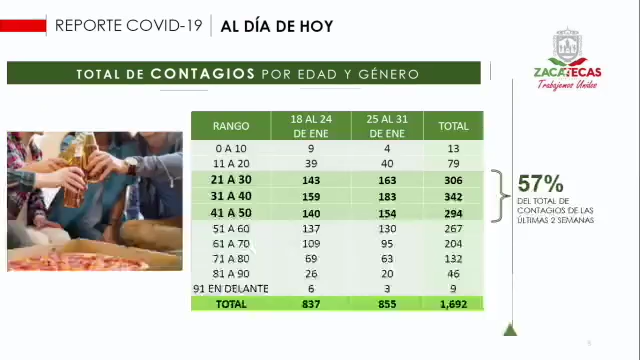 REPORTE COVID-19 AL DÍA DE HOY
ZACATECAS
Trabajemos Unidos
TOTAL DE CONTAGIOS POR EDAD Y GÉNERO
RANGO 18 AL 24 DE ENE 25 AL 31 DE ENE TOTAL
0 A 10 9 4 13
11 A 20 39 40 79
21 A 30 143 163 306
31 A 40 159 183 342
41 A 50 140 154 294
51 A 60 137 130 267
61 A 70 109 95 204
71 A 80 69 63 132
81 A 90 26 20 46
91 EN DELANTE 6 3 9
TOTAL 837 855 1,692
57%
DEL TOTAL DE
CONTAGIOS DE LAS
ÚLTIMAS 2 SEMANAS